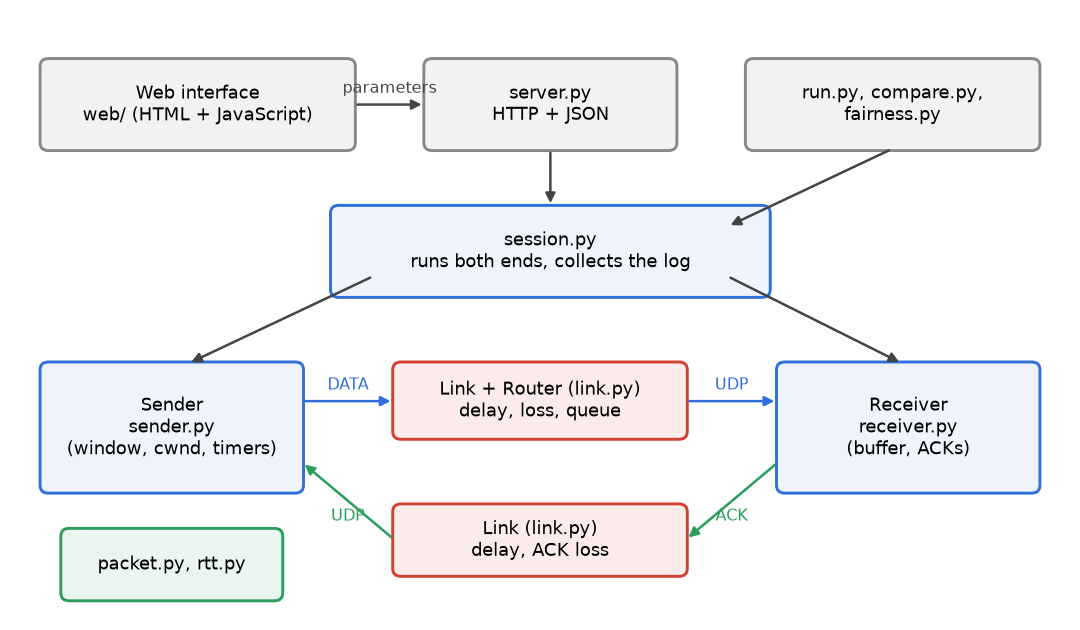 Web interface
web/ (HTML + JavaScript)
parameters
server.py
HTTP + JSON
run.py, compare.py,
fairness.py
session.py
runs both ends, collects the log
Sender
sender.py
(window, cwnd, timers)
DATA
Link + Router (link.py)
delay, loss, queue
UDP
Receiver
receiver.py
(buffer, ACKs)
UDP
Link (link.py)
delay, ACK loss
ACK
packet.py, rtt.py